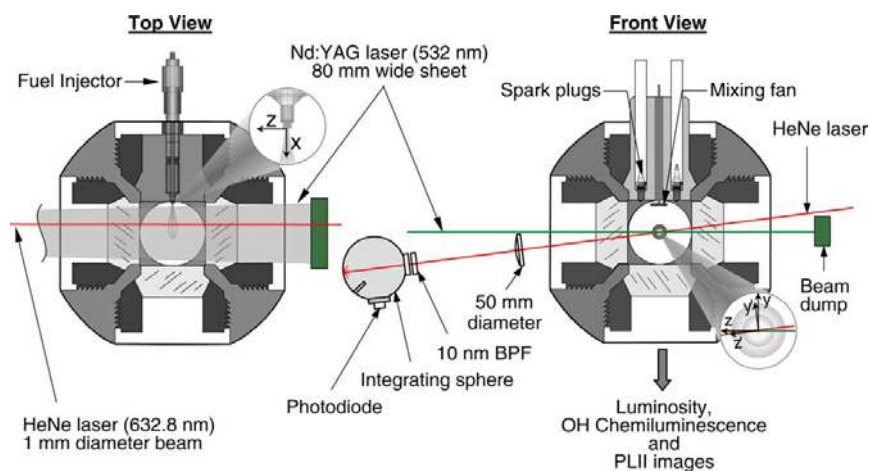 Top View
Front View
Nd:YAG laser (532 nm)
80 mm wide sheet
Fuel Injector
Spark plugs
Mixing fan
HeNe laser
z
x
50 mm
diameter
Beam
dump
y
y
z
z
10 nm BPF
Integrating sphere
Photodiode
HeNe laser (632.8 nm)
1 mm diameter beam
Luminosity,
OH Chemiluminescence
and
PLII images